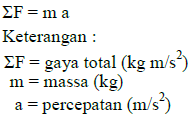 ΣF = m a
Keterangan :
ΣF = gaya total (kg m/s²)
m = massa (kg)
a = percepatan (m/s²)